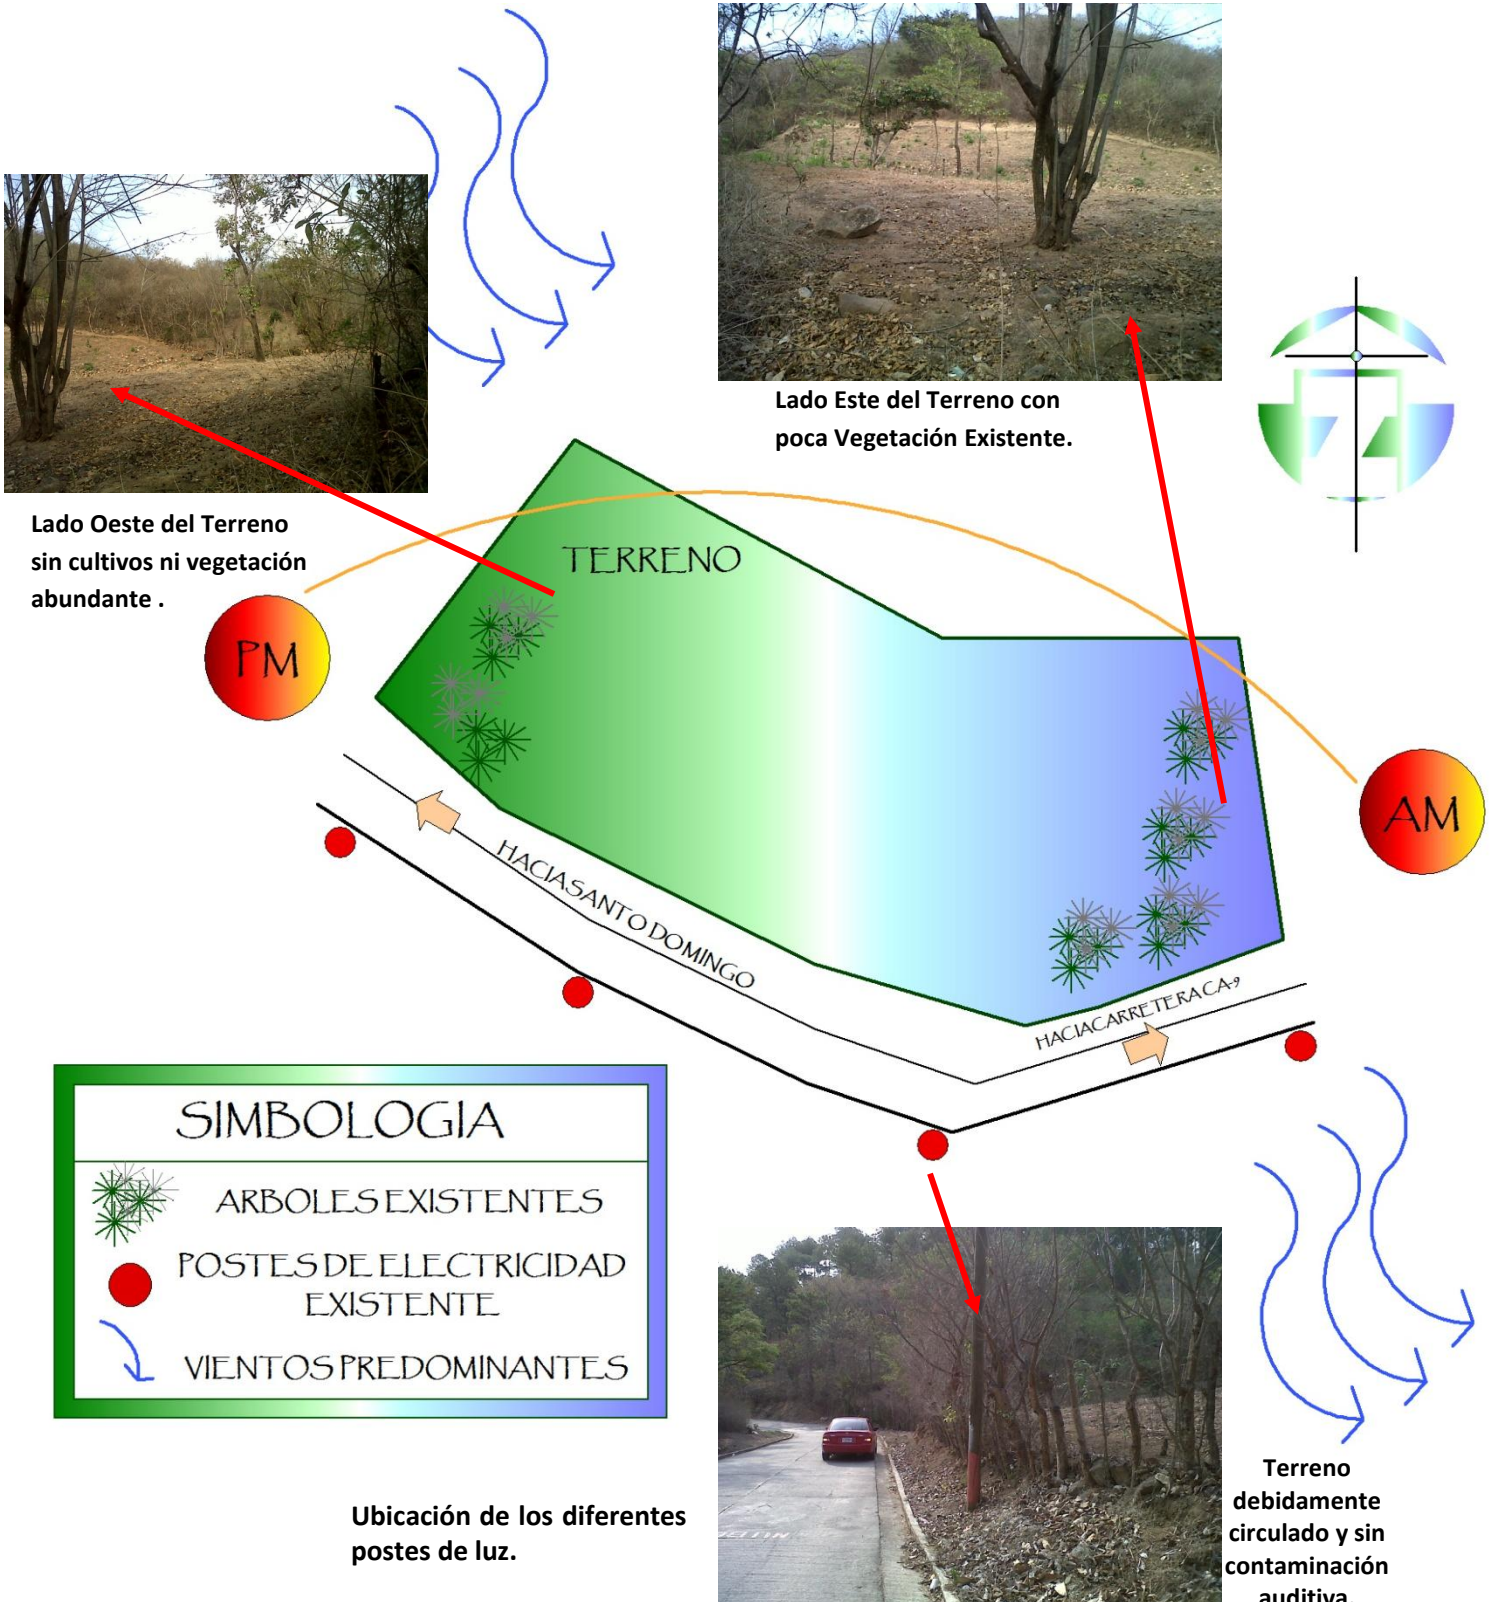 Lado Este del Terreno con
poca Vegetación Existente.
Lado Oeste del Terreno
sin cultivos ni vegetación
abundante .
TERRENO
PM
AM
HACIA SANTO DOMINGO
HACIA CARRETERA CA-9
SIMBOLOGIA
ARBOLES EXISTENTES
POSTES DE ELECTRICIDAD
EXISTENTE
VIENTOS PREDOMINANTES
Ubicación de los diferentes
postes de luz.
Terreno
debidamente
circulado y sin
contaminación
auditiva